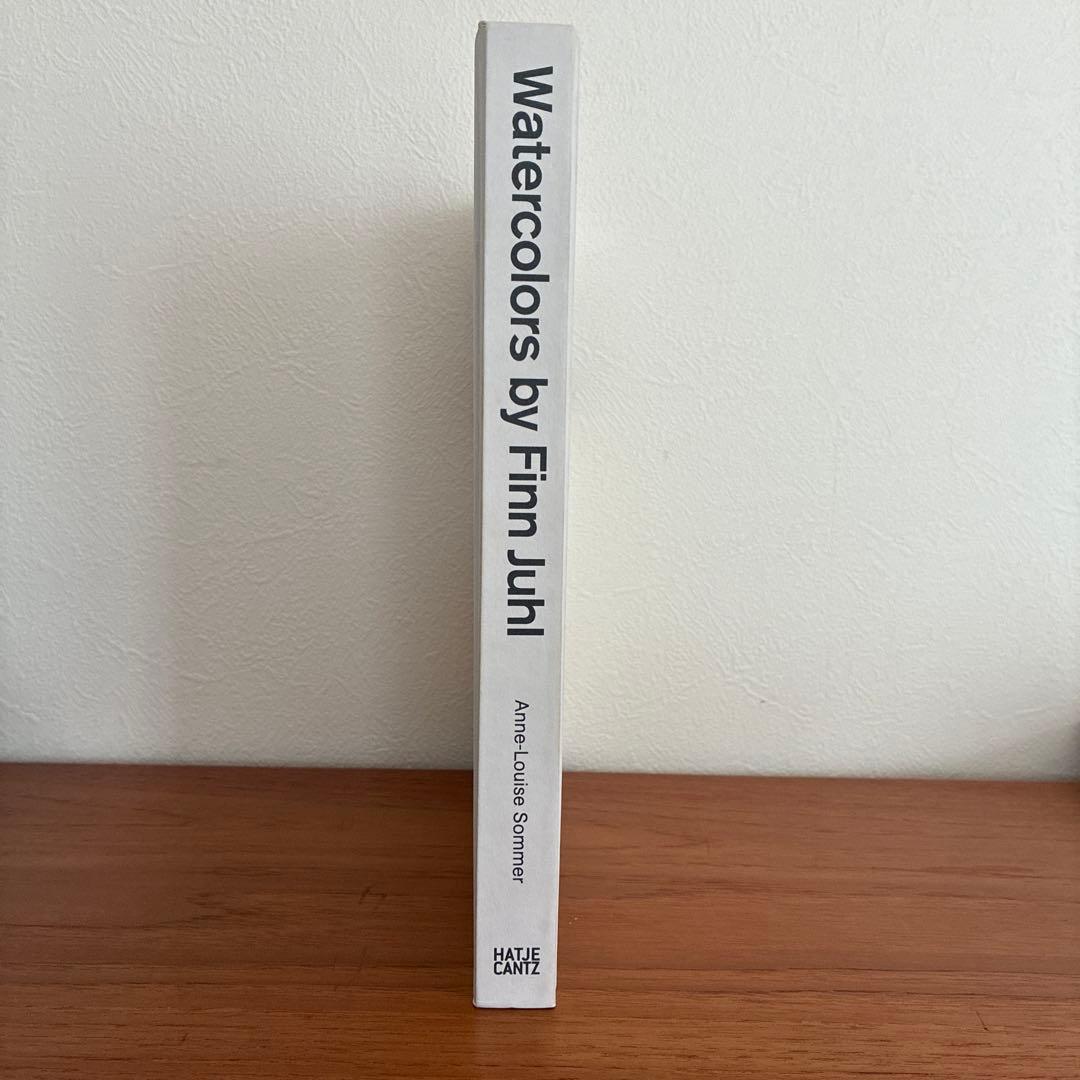 Watercolors by Finn Juhl
Anne-Louise Sommer
HATJE
CANTZ